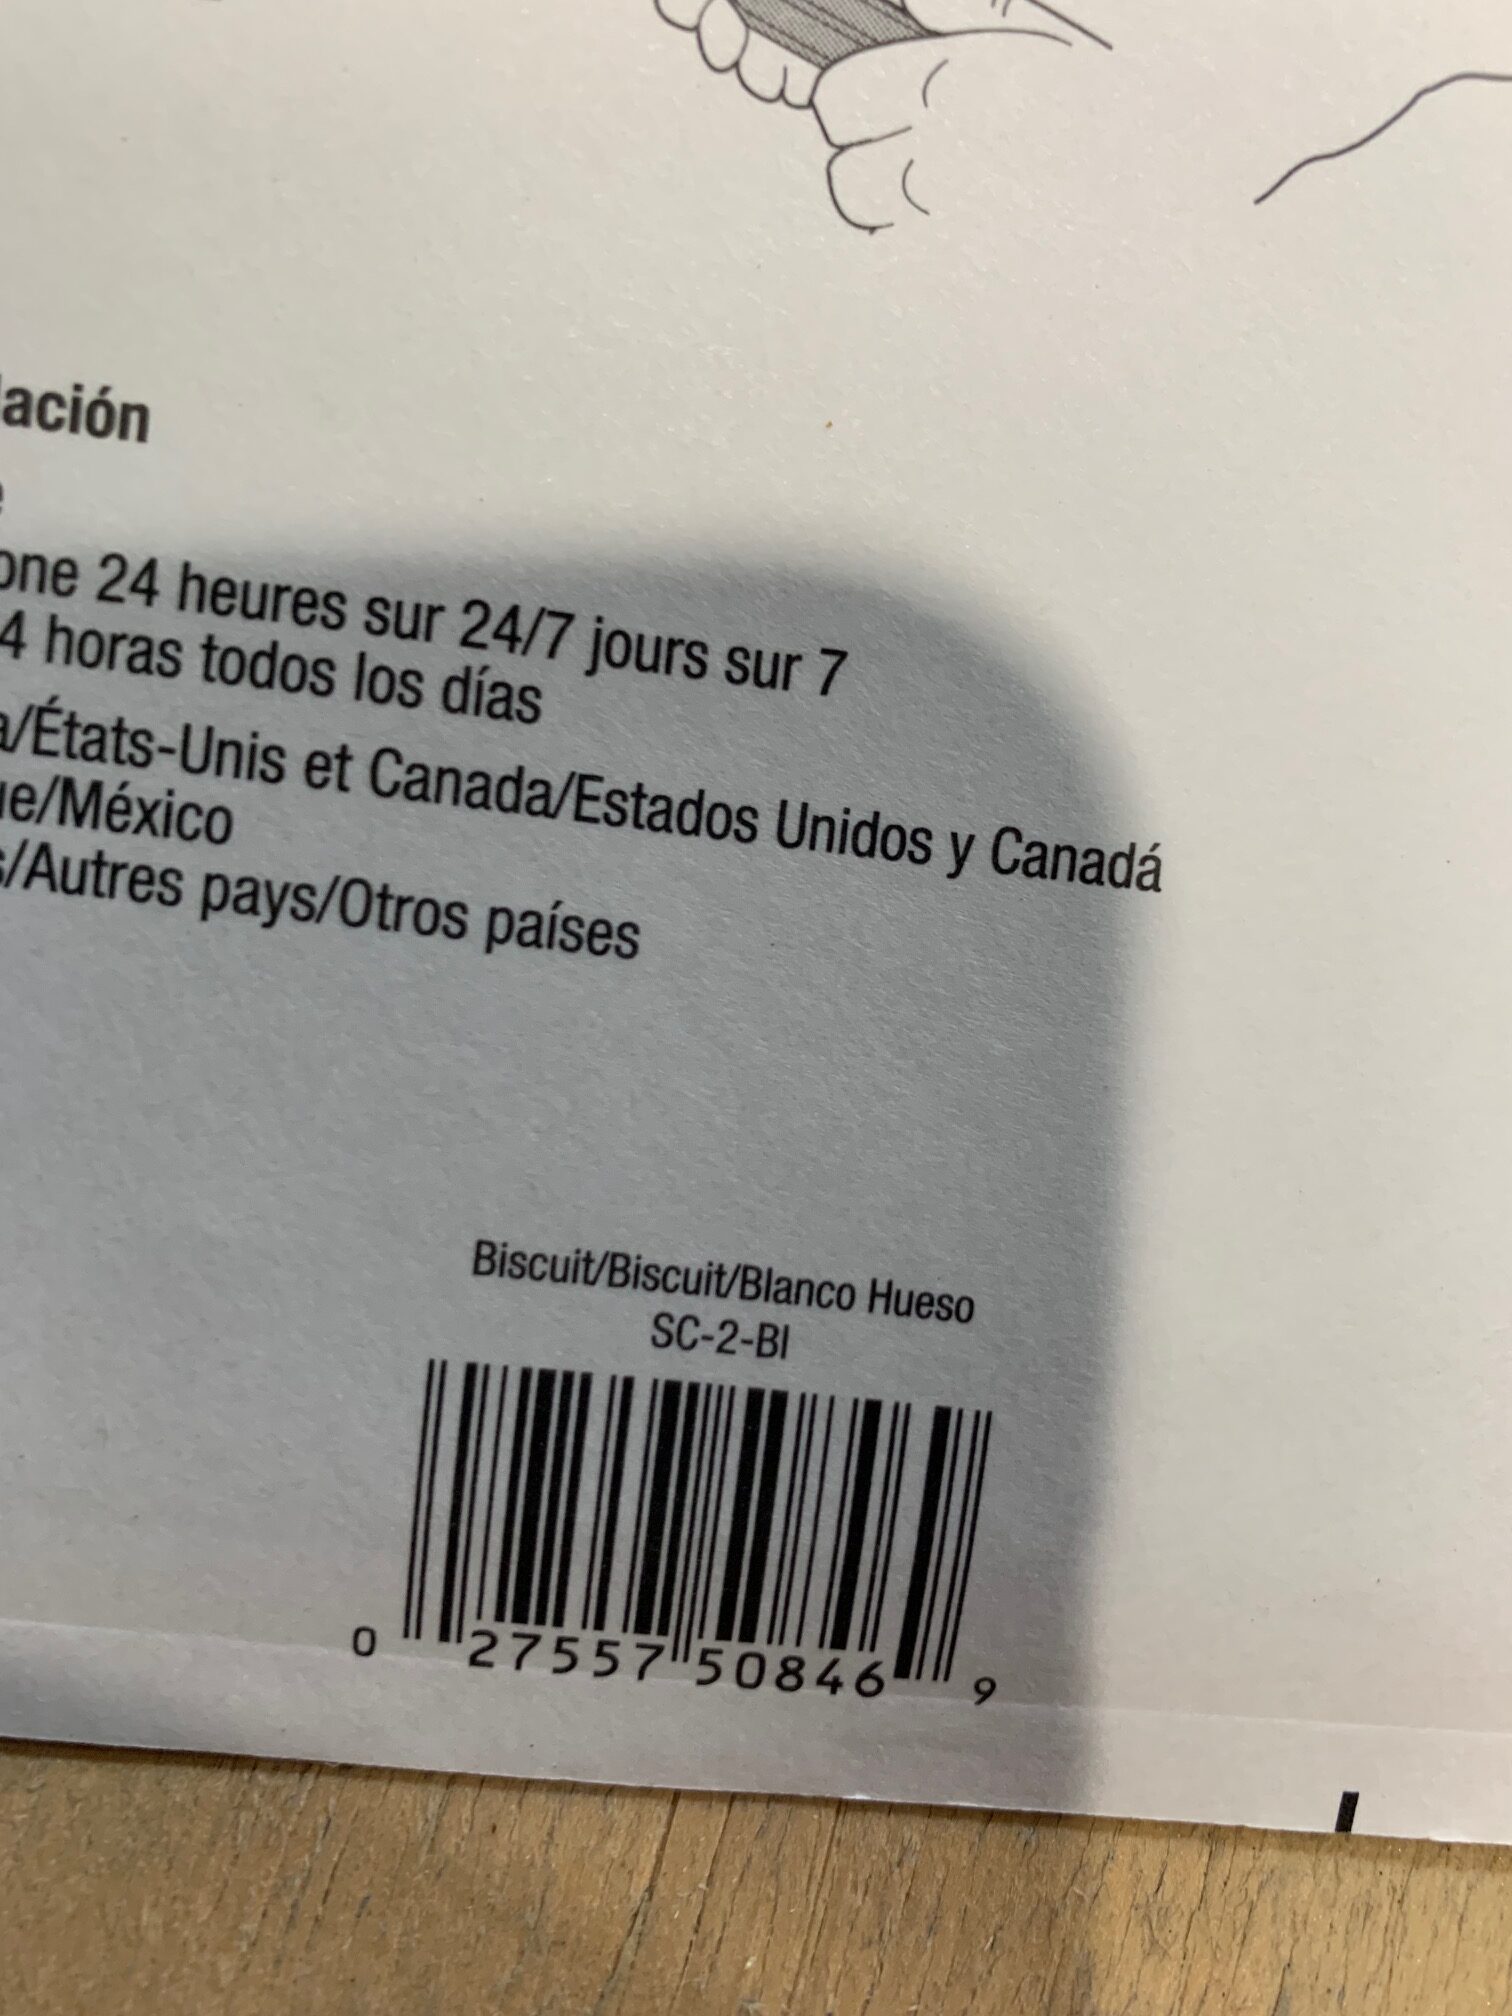 lación
one 24 heures sur 24/7 jours sur 7
4 horas todos los días
a/États-Unis et Canada/Estados Unidos y Canadá
ue/México
s/Autres pays/Otros países
Biscuit/Biscuit/Blanco Hueso
SC-2-BI
0 27557 50846 9